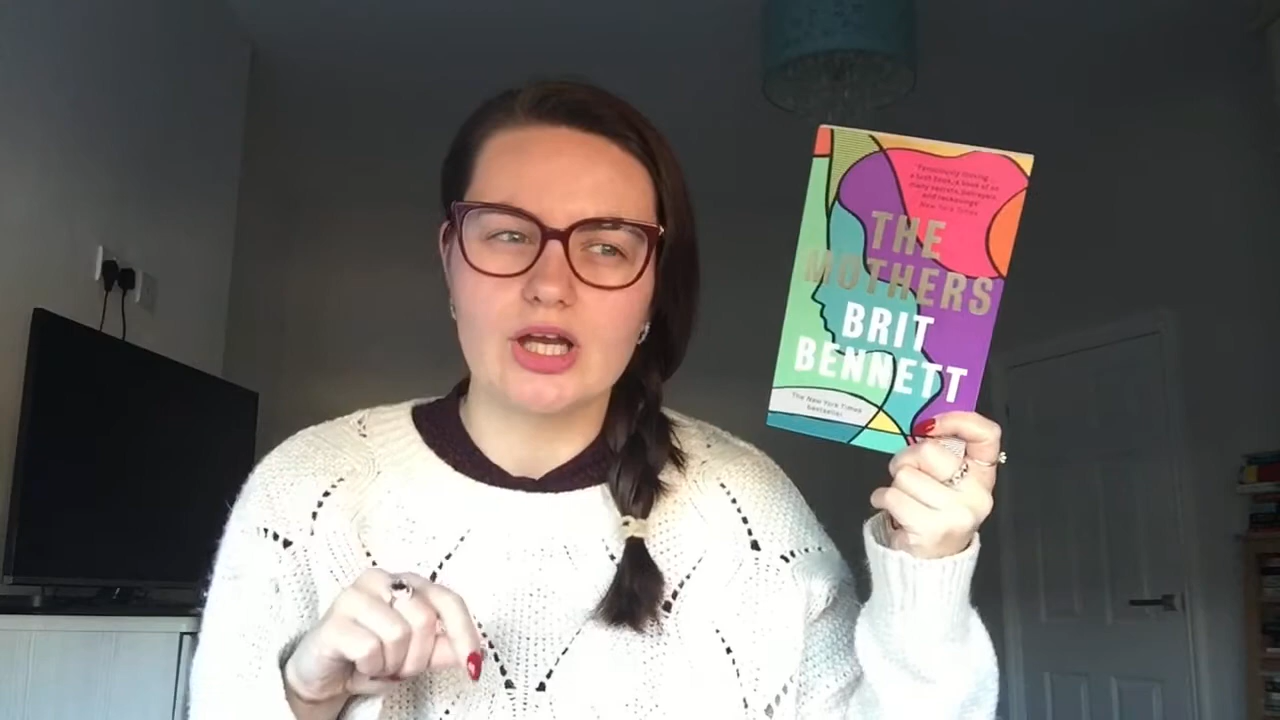 'Ferociously moving ...
a lush book, a book of so
many secrets, betrayals
and reckonings'
New York Times
THE
MOTHERS
BRIT
BENNETT
The New York Times
bestseller